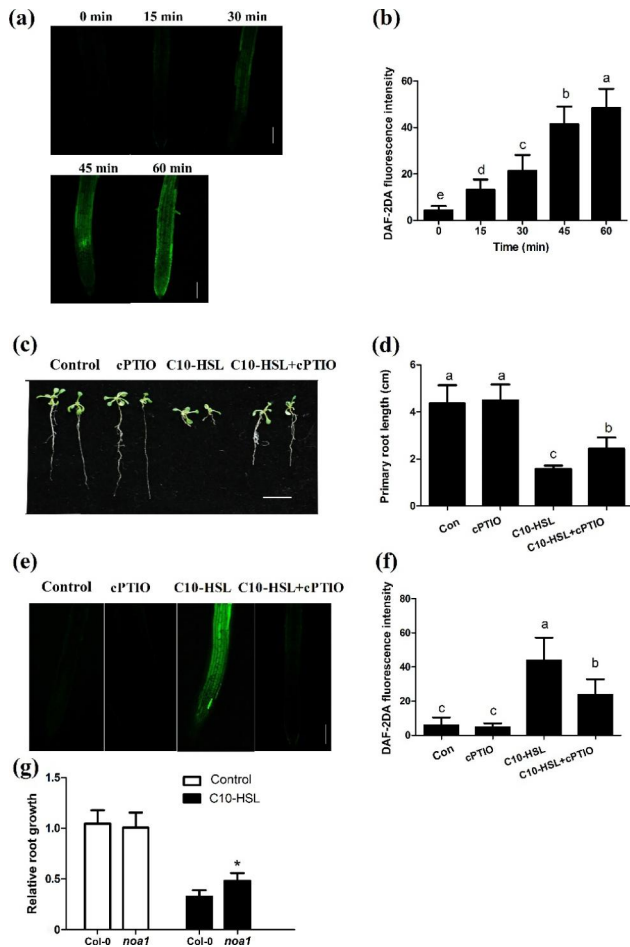 (a)
0 min 15 min 30 min
45 min 60 min
(b)
DAF-2DA fluorescence intensity
60
40
20
0
e d c b a
0 15 30 45 60
Time (min)
(c)
Control cPTIO C10-HSL C10-HSL+cPTIO
(d)
Primary root length (cm)
6
4
2
0
a a c b
Con cPTIO C10-HSL C10-HSL+cPTIO
(e)
Control cPTIO C10-HSL C10-HSL+cPTIO
(f)
DAF-2DA fluorescence intensity
80
60
40
20
0
c c a b
Con cPTIO C10-HSL C10-HSL+cPTIO
(g)
Control
C10-HSL
Relative root growth
1.5
1.0
0.5
0.0
*
Col-0 noa1 Col-0 noa1